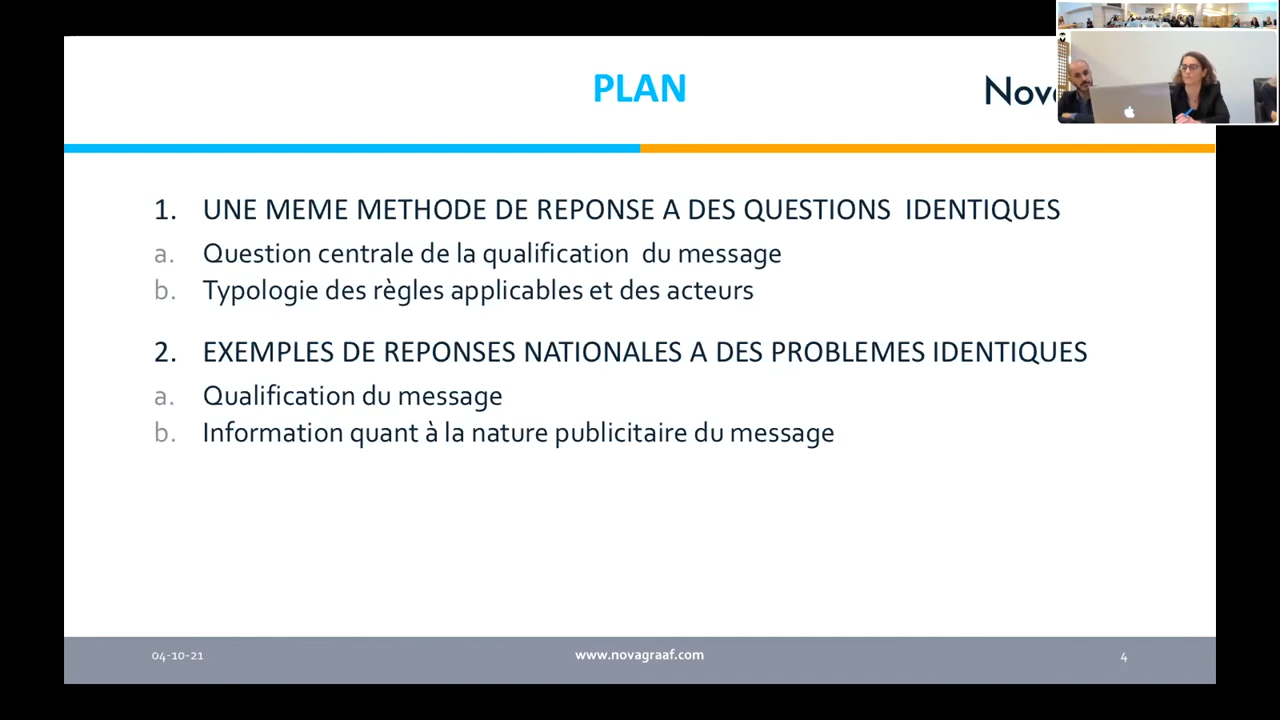 PLAN
1. UNE MEME METHODE DE REPONSE A DES QUESTIONS IDENTIQUES
a. Question centrale de la qualification du message
b. Typologie des règles applicables et des acteurs
2. EXEMPLES DE REPONSES NATIONALES A DES PROBLEMES IDENTIQUES
a. Qualification du message
b. Information quant à la nature publicitaire du message
04-10-21 www.novagraaf.com 4